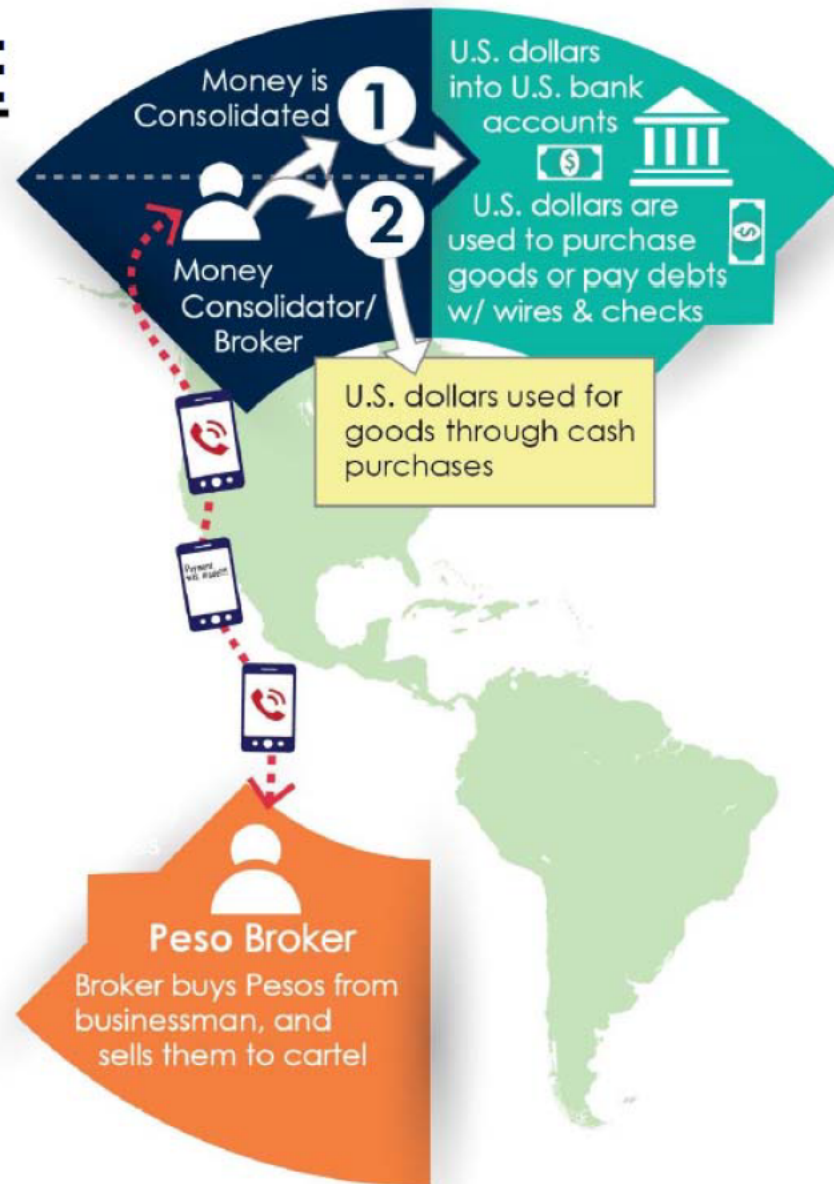 Money is
Consolidated
1
2
Money
Consolidator/
Broker
U.S. dollars
into U.S. bank
accounts
$
U.S. dollars are
used to purchase
goods or pay debts
w/ wires & checks
$
U.S. dollars used for
goods through cash
purchases
Payment
Peso Broker
Broker buys Pesos from
businessman, and
sells them to cartel